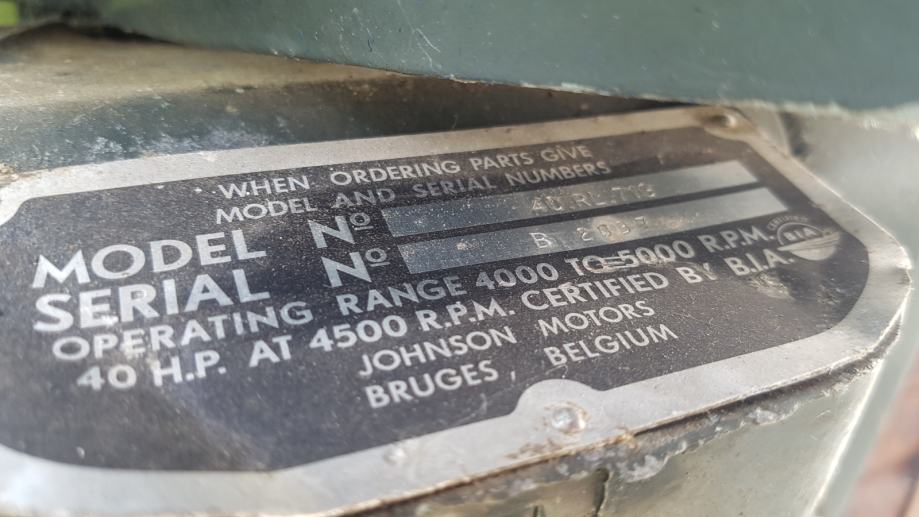 WHEN ORDERING PARTS GIVE
MODEL AND SERIAL NUMBERS
MODEL Nº
SERIAL Nº B
OPERATING RANGE 4000 TO 5000 R.P.M.
40 H.P. AT 4500 R.P.M. CERTIFIED BY B.I.A.
JOHNSON MOTORS
BRUGES, BELGIUM
BIA